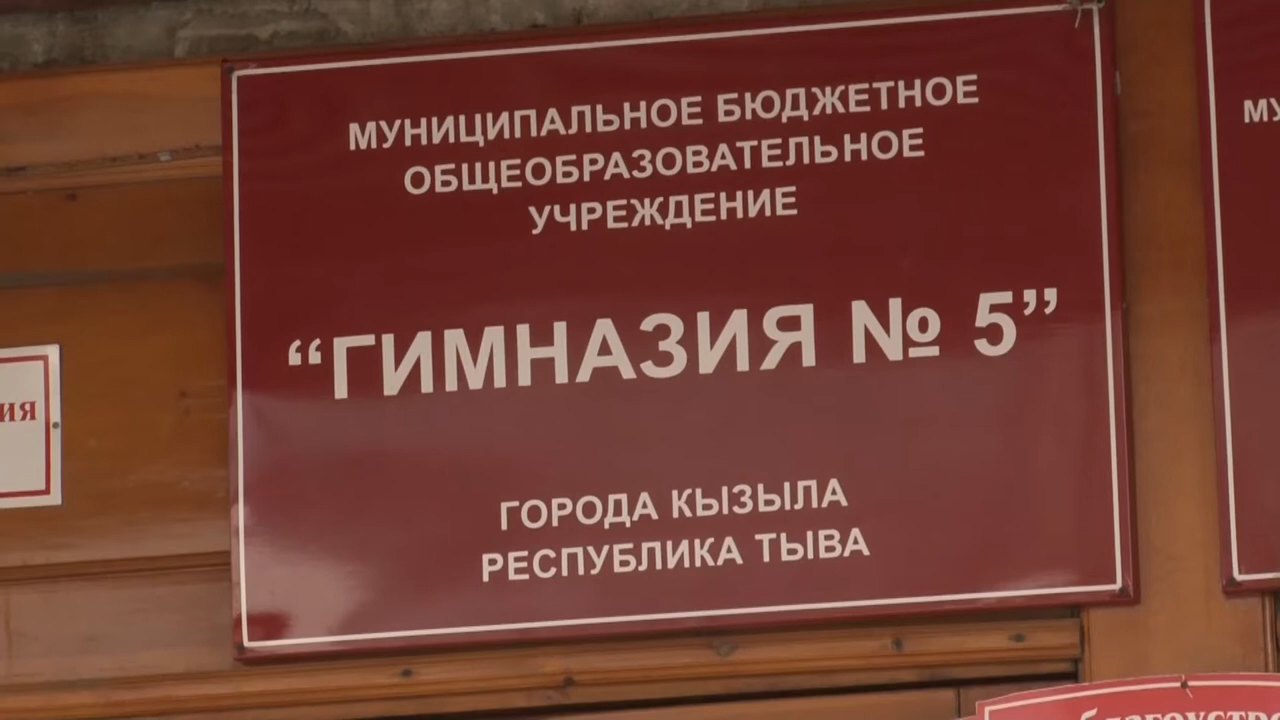 МУНИЦИПАЛЬНОЕ БЮДЖЕТНОЕ
ОБЩЕОБРАЗОВАТЕЛЬНОЕ
УЧРЕЖДЕНИЕ
“ГИМНАЗИЯ № 5”
ГОРОДА КЫЗЫЛА
РЕСПУБЛИКА ТЫВА